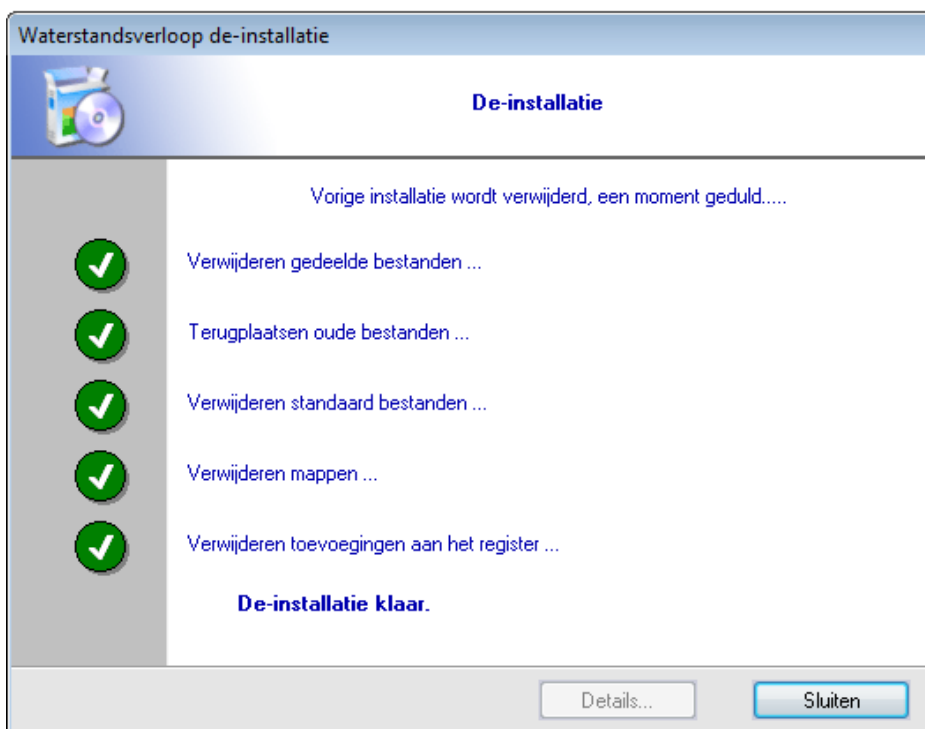 Waterstandsverloop de-installatie
De-installatie
Vorige installatie wordt verwijderd, een moment geduld.....
Verwijderen gedeelde bestanden ...
Terugplaatsen oude bestanden ...
Verwijderen standaard bestanden ...
Verwijderen mappen ...
Verwijderen toevoegingen aan het register ...
De-installatie klaar.
Details...
Sluiten